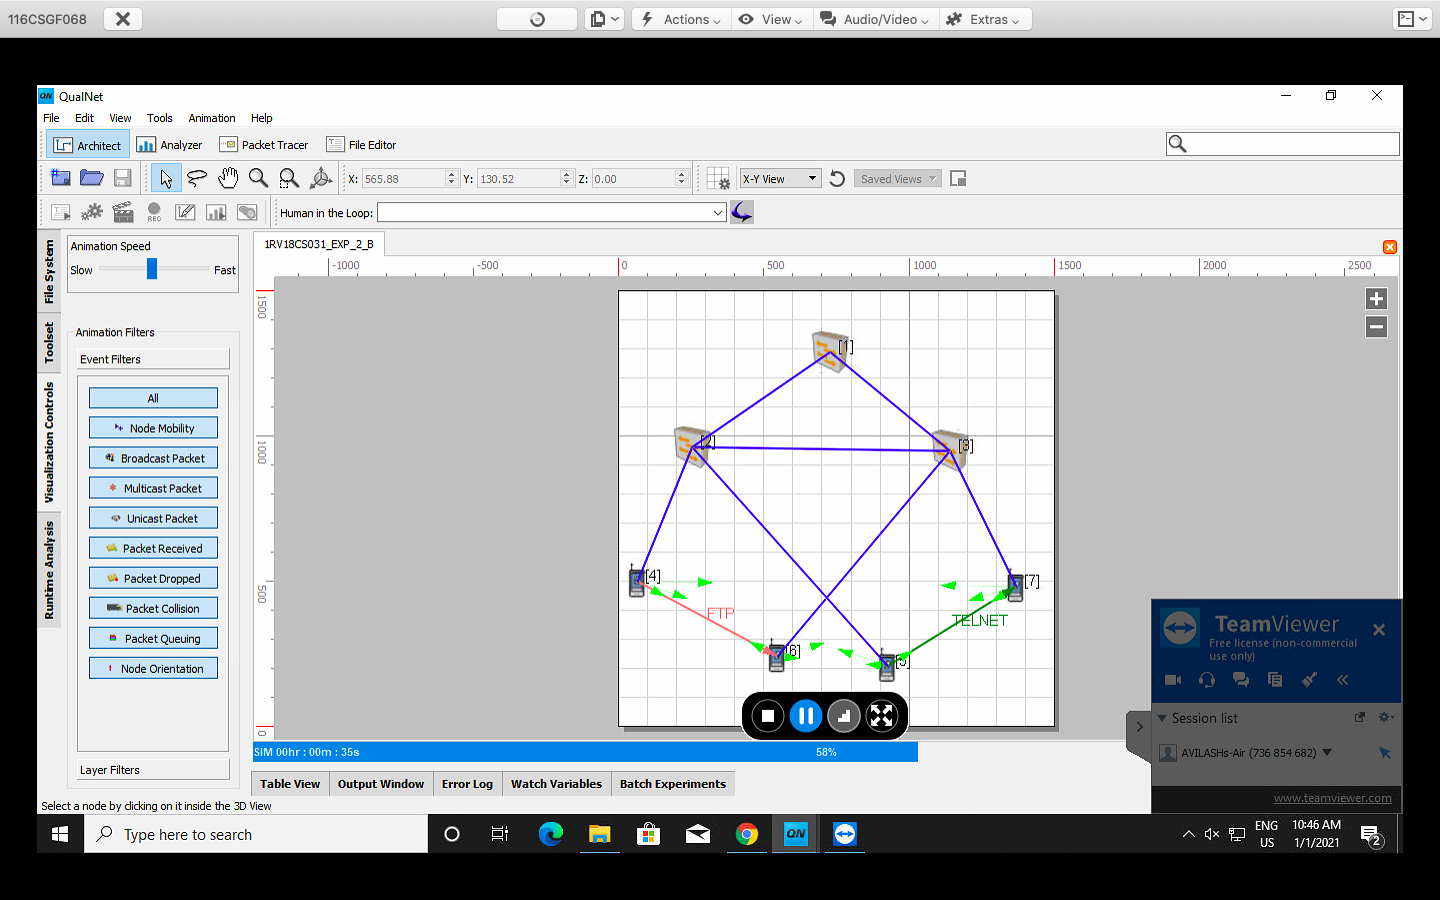 116CSGF068
Actions
View
Audio/Video
Extras
QN QualNet
File Edit View Tools Animation Help
Architect Analyzer Packet Tracer File Editor
X: 565.88 Y: 130.52 Z: 0.00 X-Y View Saved Views
REC Human in the Loop:
File System
Toolset
Visualization Controls
Runtime Analysis
Animation Speed
Slow Fast
Animation Filters
Event Filters
All
Node Mobility
Broadcast Packet
Multicast Packet
Unicast Packet
Packet Received
Packet Dropped
Packet Collision
Packet Queuing
Node Orientation
Layer Filters
1RV18CS031_EXP_2_B
-1000 -500 0 500 1000 1500 2000 2500
1500
1000
500
0
[1]
[2]
[3]
[4]
[7]
FTP
TELNET
[6]
[5]
SIM 00hr : 00m : 35s 58%
Table View Output Window Error Log Watch Variables Batch Experiments
Select a node by clicking on it inside the 3D View
TeamViewer
Free license (non-commercial
use only)
Session list
AVILASHs-Air (736 854 682)
www.teamviewer.com
Type here to search
QN
ENG
US
10:46 AM
1/1/2021
2